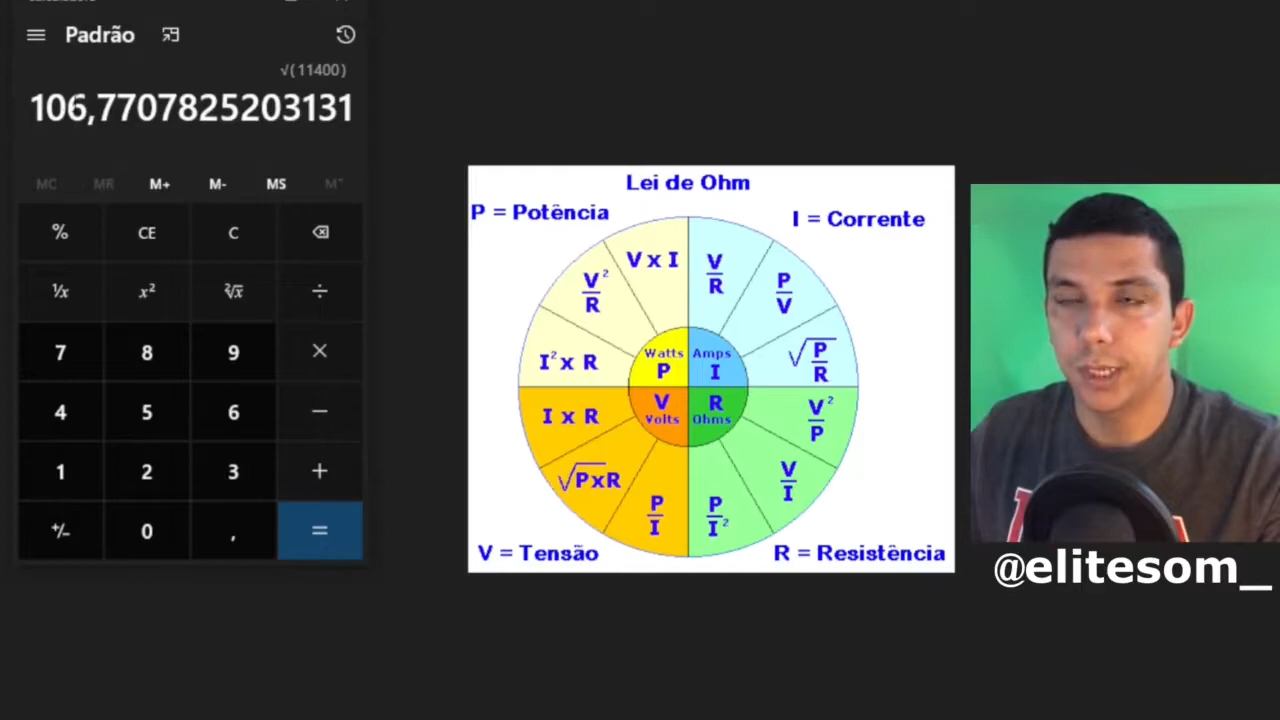 Padrão
√(11400)
106,7707825203131
MC MR M+ M- MS
% CE C
¹/x x² ²√x ÷
7 8 9 ×
4 5 6 −
1 2 3 +
+/− 0 , =
Lei de Ohm
P = Potência
I = Corrente
V x I
V²/R
I² x R
V/R
P/V
√P/R
Watts
P
Amps
I
V
Volts
R
Ohms
I x R
√PxR
P/I
V²/P
V/I
P/I²
V = Tensão
R = Resistência
@elitesom_